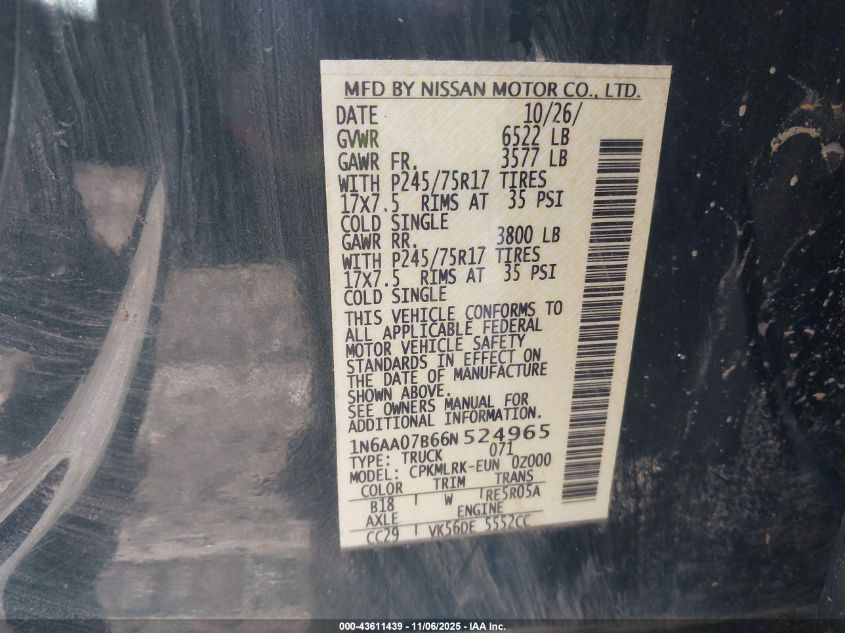 MFD BY NISSAN MOTOR CO., LTD.
DATE 10/26/
GVWR 6522 LB
GAWR FR. 3577 LB
WITH P245/75R17 TIRES
17X7.5 RIMS AT 35 PSI
COLD SINGLE
GAWR RR. 3800 LB
WITH P245/75R17 TIRES
17X7.5 RIMS AT 35 PSI
COLD SINGLE
THIS VEHICLE CONFORMS TO
ALL APPLICABLE FEDERAL
MOTOR VEHICLE SAFETY
STANDARDS IN EFFECT ON
THE DATE OF MANUFACTURE
SHOWN ABOVE.
SEE OWNERS MANUAL FOR
ADDITIONAL INFORMATION.
1N6AA07B66N 524965
TYPE: TRUCK 071
MODEL: CPKMLRK-EUN 0Z000
COLOR TRIM TRANS
B18 W RE5R05A
AXLE ENGINE
CC29 VK56DE 5552CC
000-43611439 - 11/06/2025 - IAA Inc.